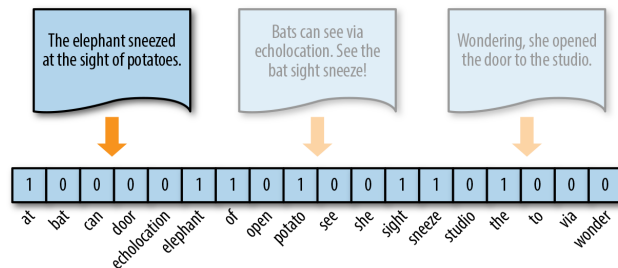 The elephant sneezed
at the sight of potatoes.
Bats can see via
echolocation. See the
bat sight sneeze!
Wondering, she opened
the door to the studio.
1 0 0 0 0 1 1 0 1 0 0 1 1 0 1 0 0 0
at bat can door echolocation elephant of open potato see she sight sneeze studio the to via wonder